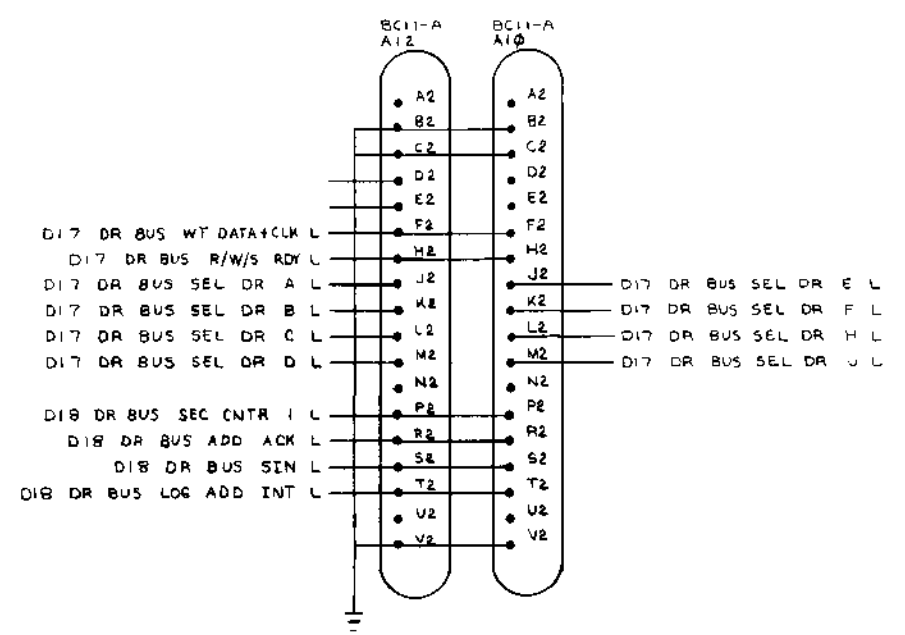 BC11-A BC11-A
A12 A10
A2 A2
B2 B2
C2 C2
D2 D2
E2 E2
D17 DR BUS WT DATA+CLK L F2 F2
D17 DR BUS R/W/S RDY L H2 H2
D17 DR BUS SEL DR A L J2 J2 D17 DR BUS SEL DR E L
D17 DR BUS SEL DR B L K2 K2 D17 DR BUS SEL DR F L
D17 DR BUS SEL DR C L L2 L2 D17 DR BUS SEL DR H L
D17 DR BUS SEL DR D L M2 M2 D17 DR BUS SEL DR J L
N2 N2
D18 DR BUS SEC CNTR 1 L P2 P2
D18 DR BUS ADD ACK L R2 R2
D18 DR BUS SIN L S2 S2
D18 DR BUS LOG ADD INT L T2 T2
U2 U2
V2 V2